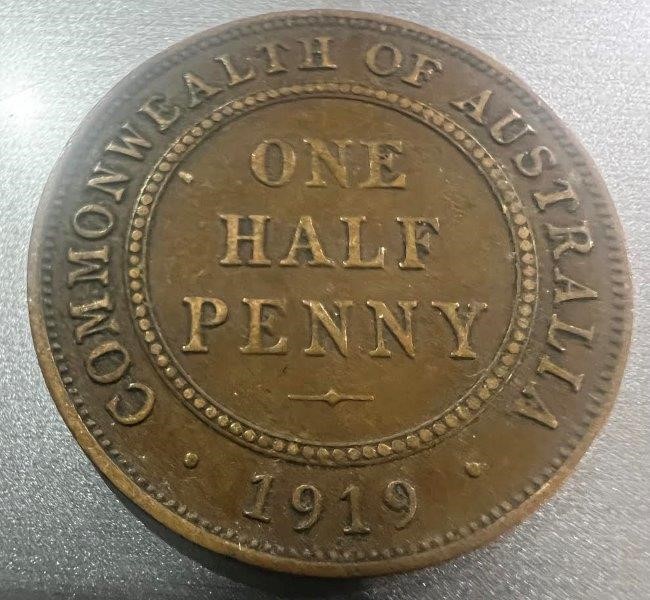 COMMONWEALTH OF AUSTRALIA
ONE
HALF
PENNY
1919